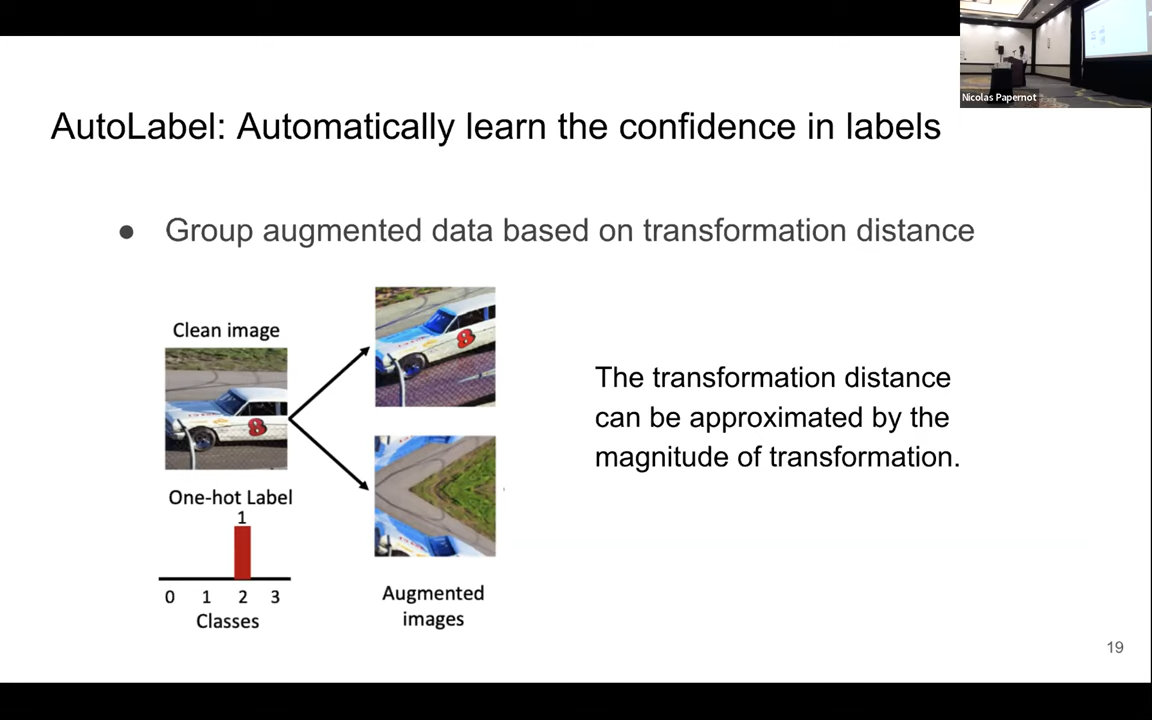 Nicolas Papernot
AutoLabel: Automatically learn the confidence in labels
● Group augmented data based on transformation distance
Clean image
8
One-hot Label
1
0 1 2 3
Classes
8
Augmented
images
The transformation distance
can be approximated by the
magnitude of transformation.
19